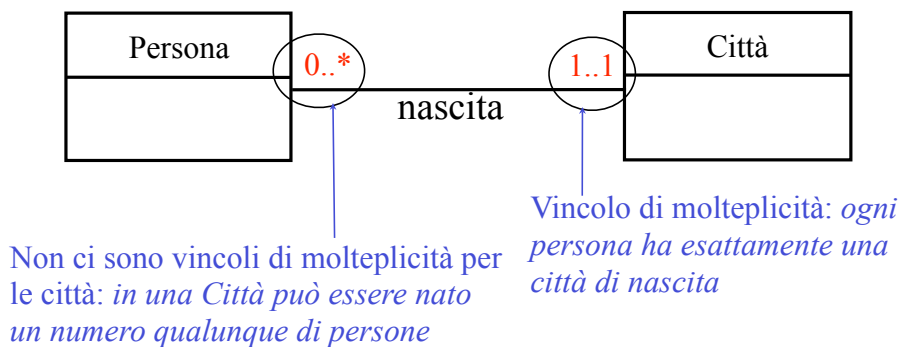 Persona
Città
0..*
1..1
nascita
Vincolo di molteplicità: ogni
persona ha esattamente una
città di nascita
Non ci sono vincoli di molteplicità per
le città: in una Città può essere nato
un numero qualunque di persone